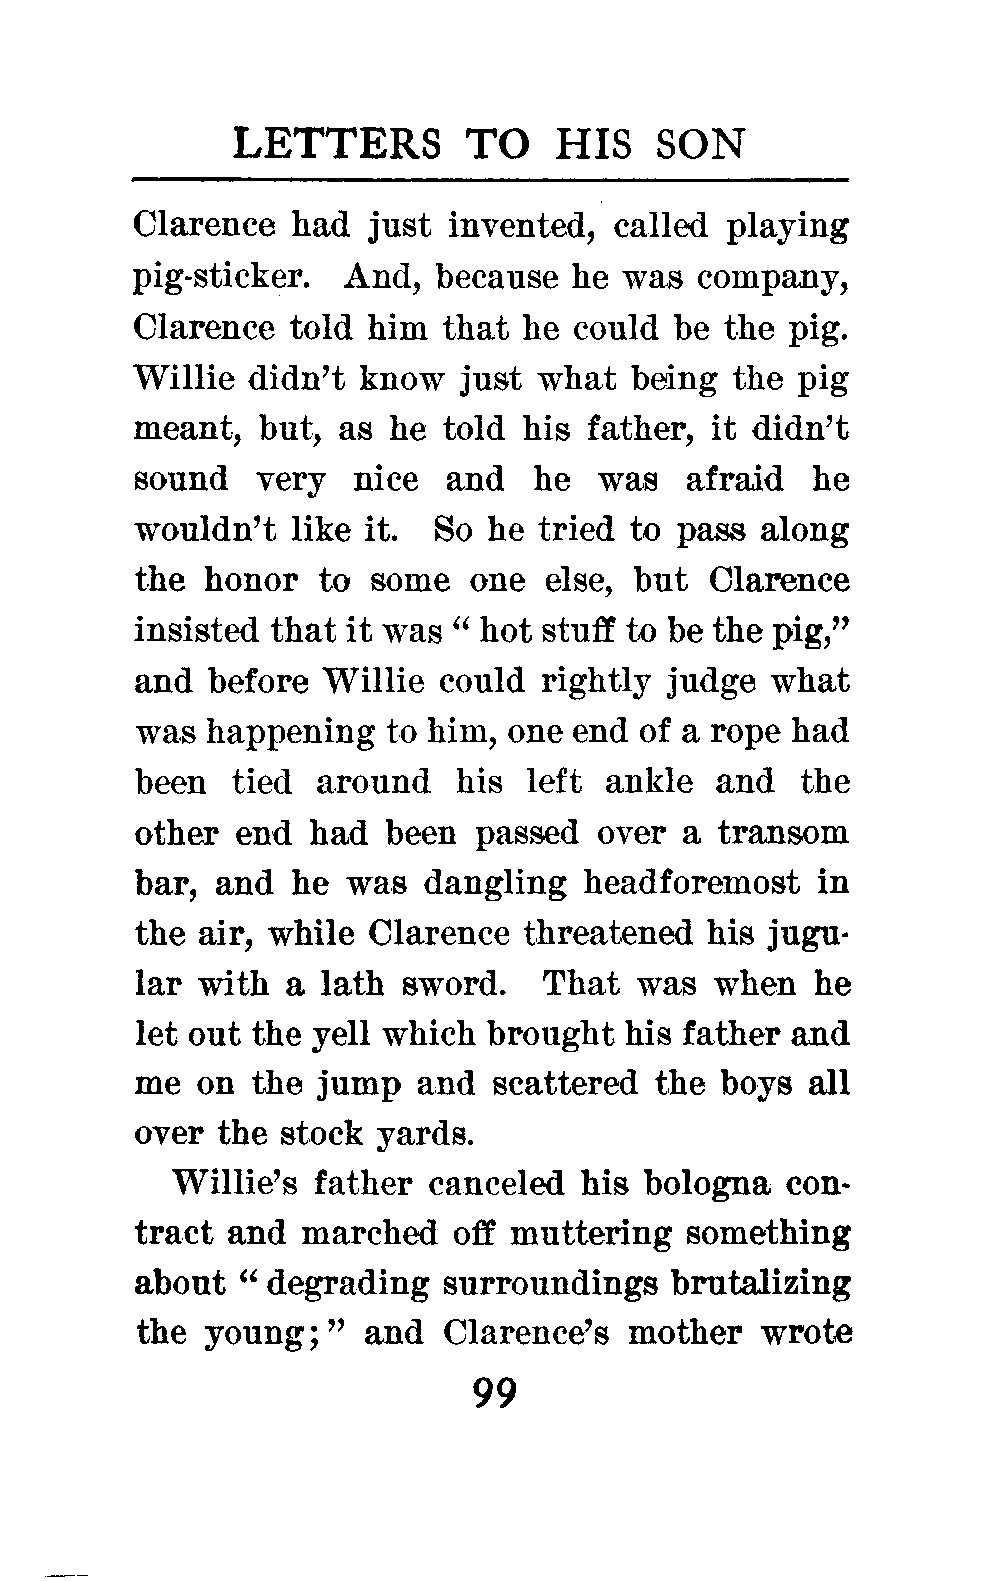 LETTERS TO HIS SON
Clarence had just invented, called playing
pig-sticker. And, because he was company,
Clarence told him that he could be the pig.
Willie didn't know just what being the pig
meant, but, as he told his father, it didn't
sound very nice and he was afraid he
wouldn't like it. So he tried to pass along
the honor to some one else, but Clarence
insisted that it was “ hot stuff to be the pig,”
and before Willie could rightly judge what
was happening to him, one end of a rope had
been tied around his left ankle and the
other end had been passed over a transom
bar, and he was dangling headforemost in
the air, while Clarence threatened his jugu-
lar with a lath sword. That was when he
let out the yell which brought his father and
me on the jump and scattered the boys all
over the stock yards.
Willie's father canceled his bologna con-
tract and marched off muttering something
about “ degrading surroundings brutalizing
the young; ” and Clarence's mother wrote
99